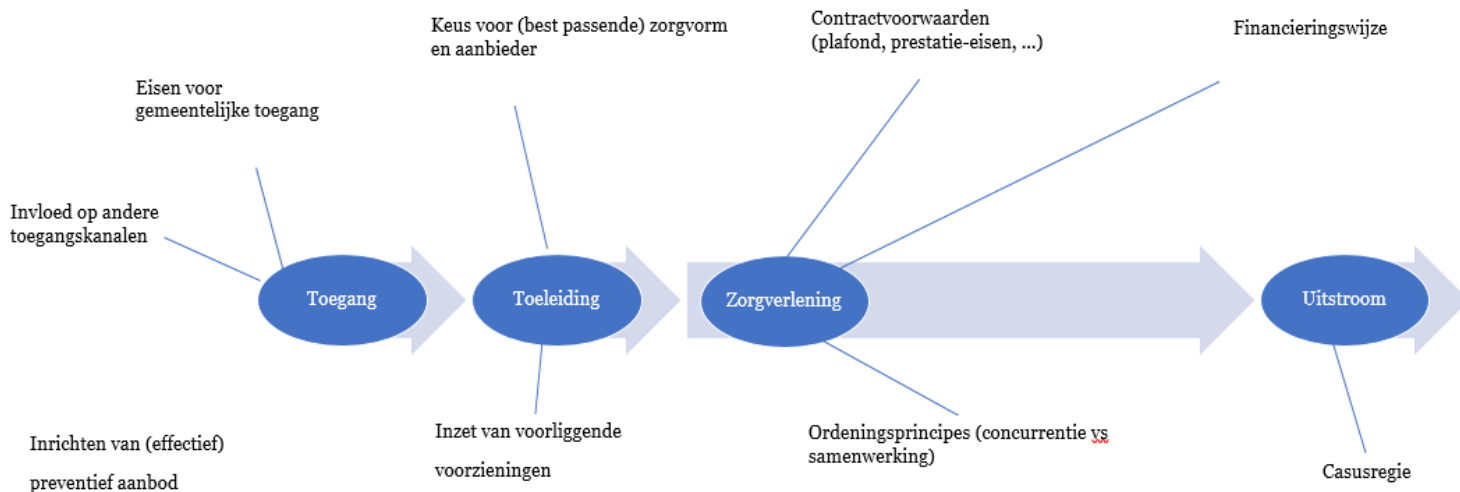 Keus voor (best passende) zorgvorm
en aanbieder
Contractvoorwaarden
(plafond, prestatie-eisen, ...)
Financieringswijze
Eisen voor
gemeentelijke toegang
Invloed op andere
toegangskanalen
Toegang
Toeleiding
Zorgverlening
Uitstroom
Inrichten van (effectief)
preventief aanbod
Inzet van voorliggende
voorzieningen
Ordeningsprincipes (concurrentie vs
samenwerking)
Casusregie